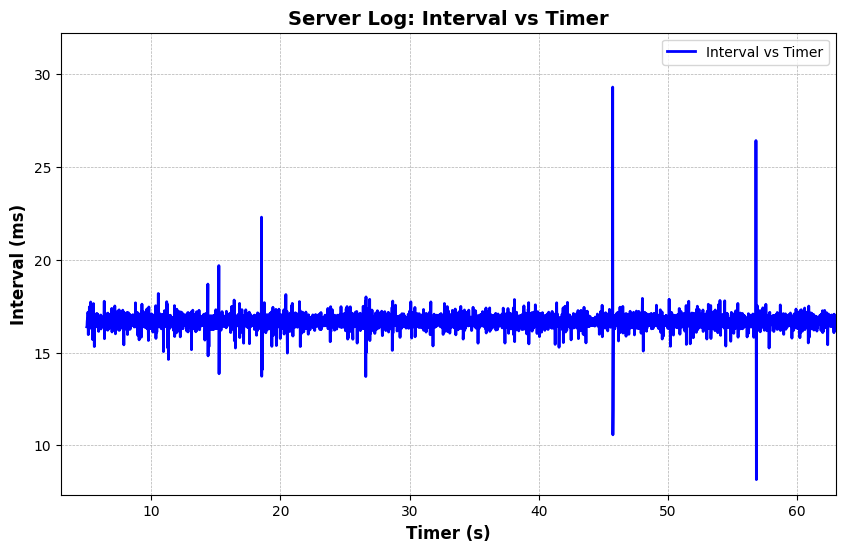 Server Log: Interval vs Timer
Interval vs Timer
30
25
20
15
10
Interval (ms)
10 20 30 40 50 60
Timer (s)